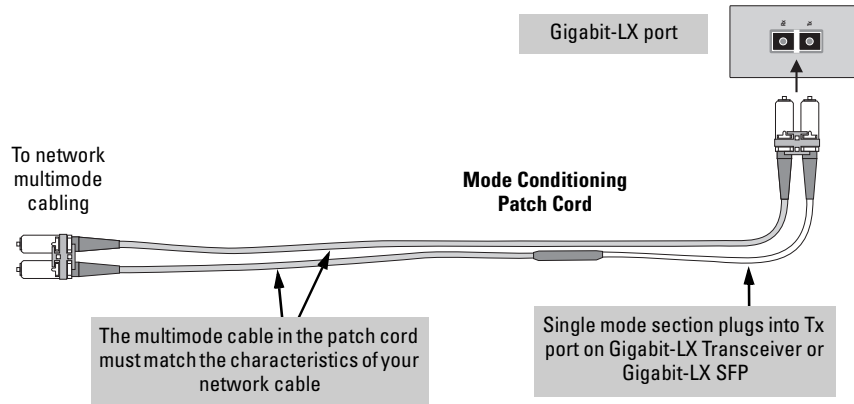 Gigabit-LX port
To network
multimode
cabling
Mode Conditioning
Patch Cord
The multimode cable in the patch cord
must match the characteristics of your
network cable
Single mode section plugs into Tx
port on Gigabit-LX Transceiver or
Gigabit-LX SFP